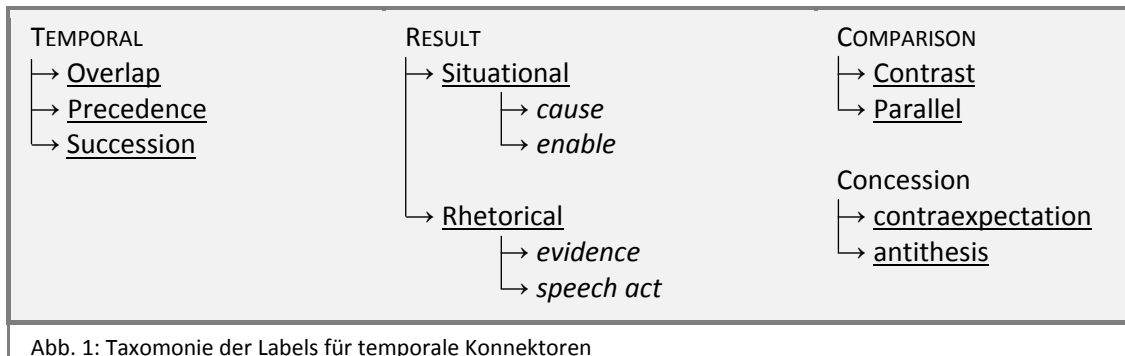 TEMPORAL
→ Overlap
→ Precedence
→ Succession
RESULT
→ Situational
→ cause
→ enable
→ Rhetorical
→ evidence
→ speech act
COMPARISON
→ Contrast
→ Parallel
Concession
→ contraexpectation
→ antithesis
Abb. 1: Taxomonie der Labels für temporale Konnektoren